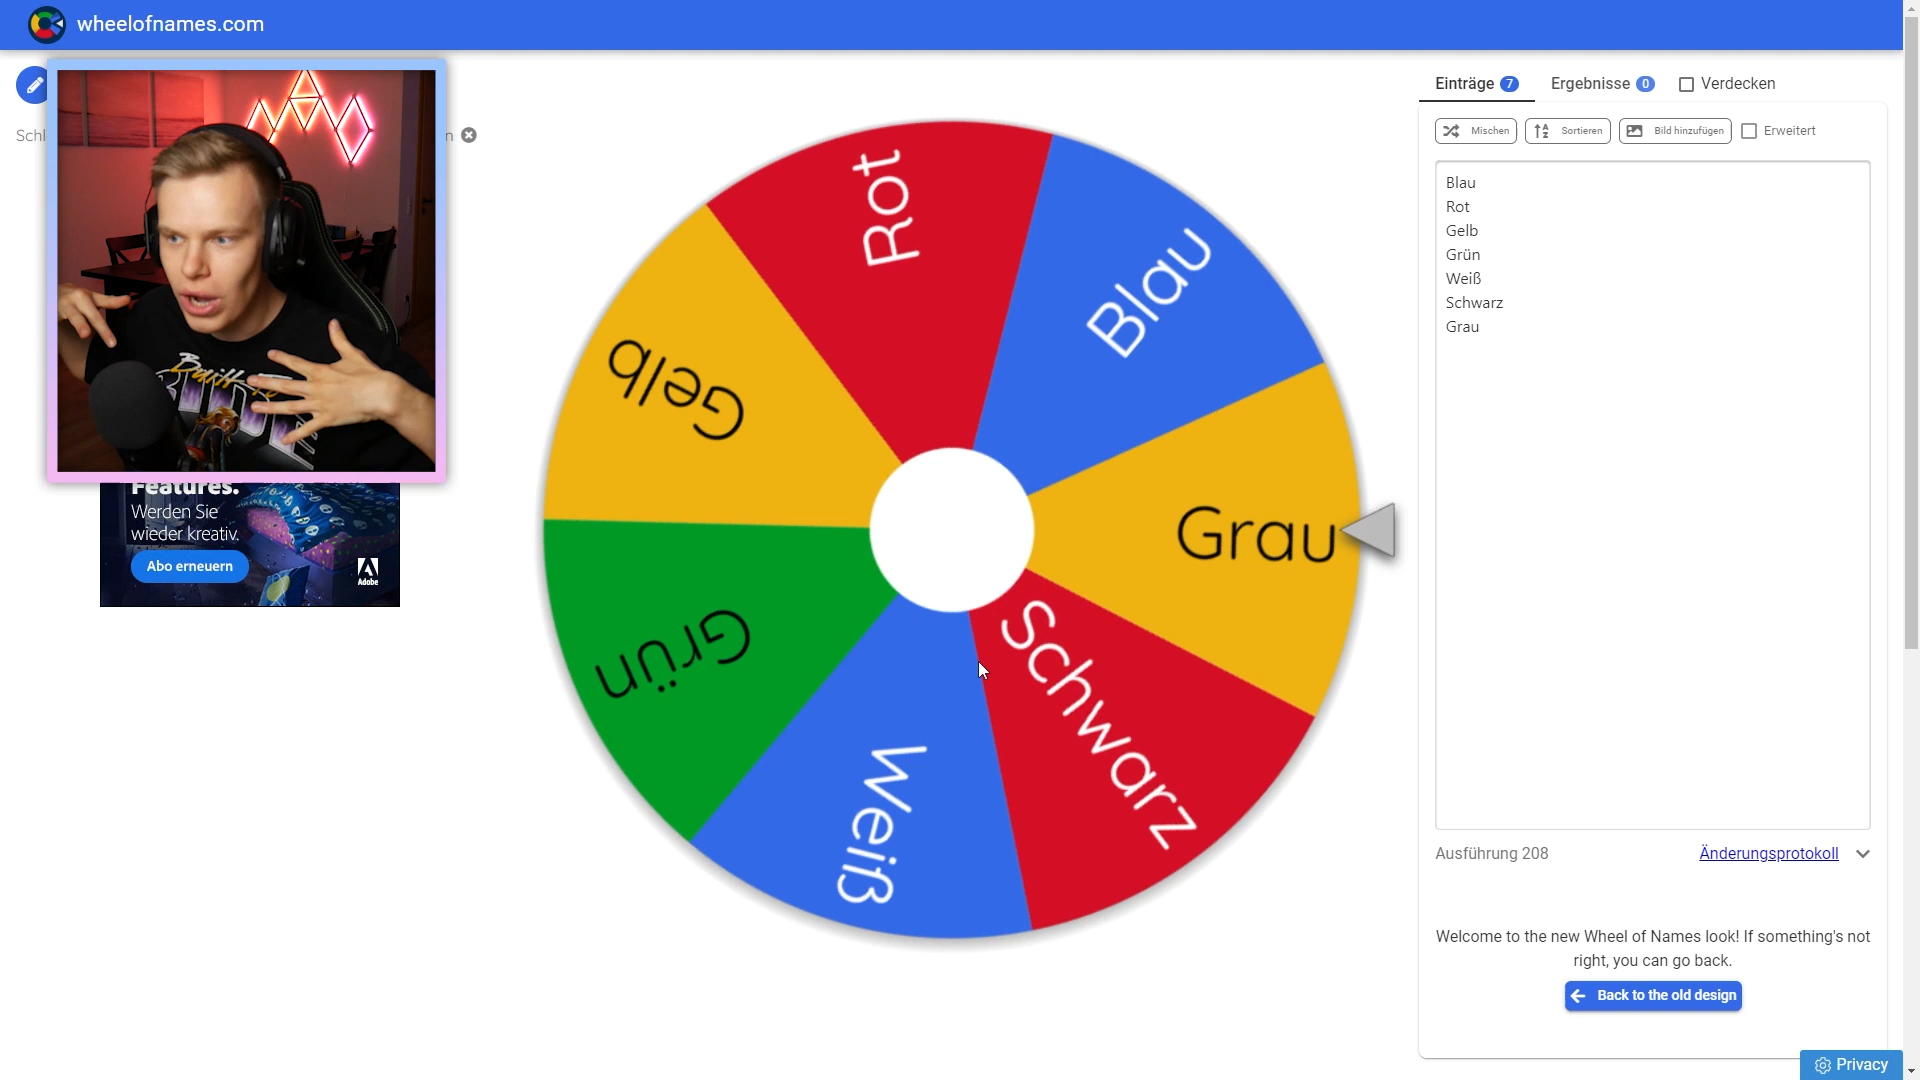 wheelofnames.com
Schl
n
Features.
Werden Sie
wieder kreativ.
Abo erneuern
Adobe
Rot
Blau
Gelb
Grau
Grün
Schwarz
Weiß
Einträge 7
Ergebnisse 0
Verdecken
Mischen
Sortieren
Bild hinzufügen
Erweitert
Blau
Rot
Gelb
Grün
Weiß
Schwarz
Grau
Ausführung 208
Änderungsprotokoll
Welcome to the new Wheel of Names look! If something's not
right, you can go back.
Back to the old design
Privacy